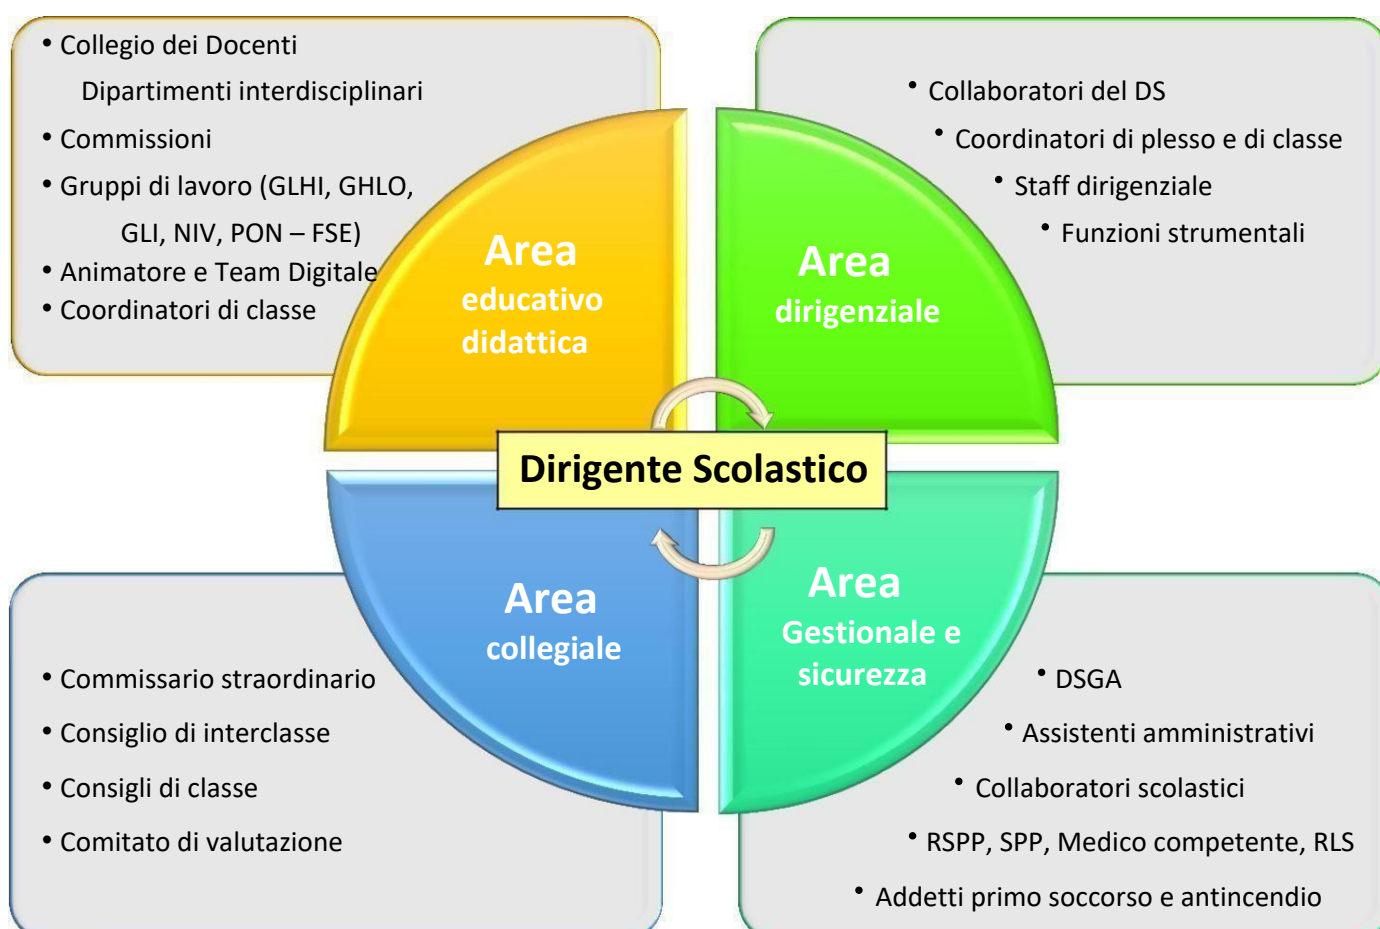 • Collegio dei Docenti
Dipartimenti interdisciplinari
• Commissioni
• Gruppi di lavoro (GLHI, GHLO,
GLI, NIV, PON – FSE)
• Animatore e Team Digitale
• Coordinatori di classe
Area
educativo
didattica
• Collaboratori del DS
• Coordinatori di plesso e di classe
• Staff dirigenziale
• Funzioni strumentali
Area
dirigenziale
Dirigente Scolastico
Area
collegiale
• Commissario straordinario
• Consiglio di interclasse
• Consigli di classe
• Comitato di valutazione
Area
Gestionale e
sicurezza
• DSGA
• Assistenti amministrativi
• Collaboratori scolastici
• RSPP, SPP, Medico competente, RLS
• Addetti primo soccorso e antincendio